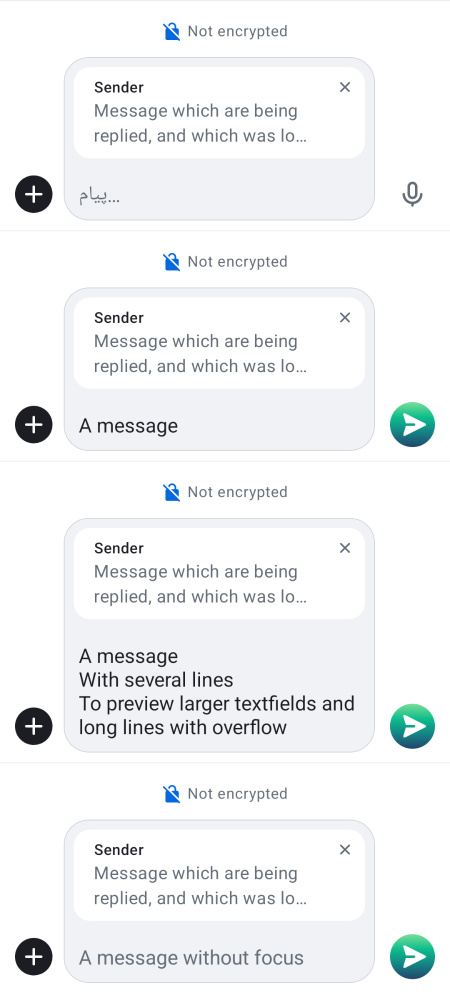 Not encrypted
Sender
Message which are being
replied, and which was lo…
پیام…
Not encrypted
Sender
Message which are being
replied, and which was lo…
A message
Not encrypted
Sender
Message which are being
replied, and which was lo…
A message
With several lines
To preview larger textfields and
long lines with overflow
Not encrypted
Sender
Message which are being
replied, and which was lo…
A message without focus